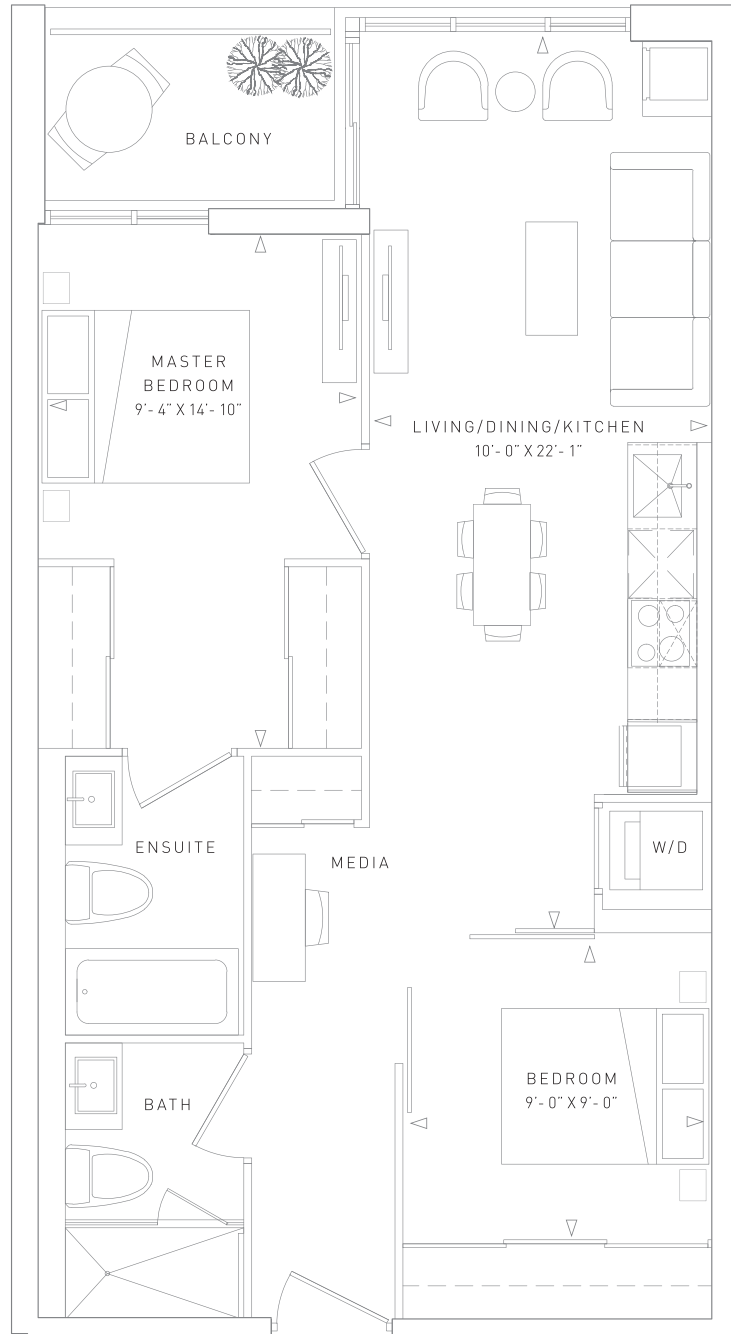 BALCONY
MASTER
BEDROOM
9'- 4" X 14'- 10"
LIVING/DINING/KITCHEN
10'- 0" X 22'- 1"
ENSUITE
MEDIA
W/D
BEDROOM
9'- 0" X 9'- 0"
BATH